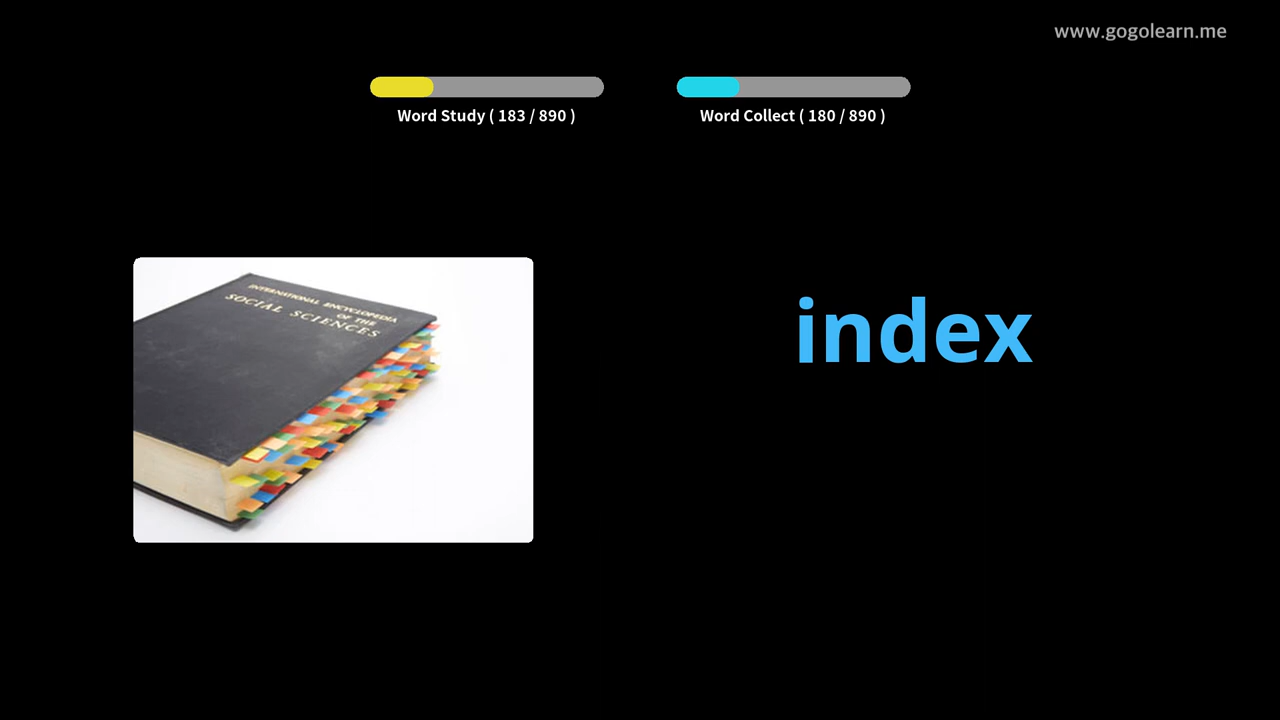 www.gogolearn.me
Word Study ( 183 / 890 )
Word Collect ( 180 / 890 )
INTERNATIONAL ENCYCLOPEDIA
OF THE
SOCIAL SCIENCES
index